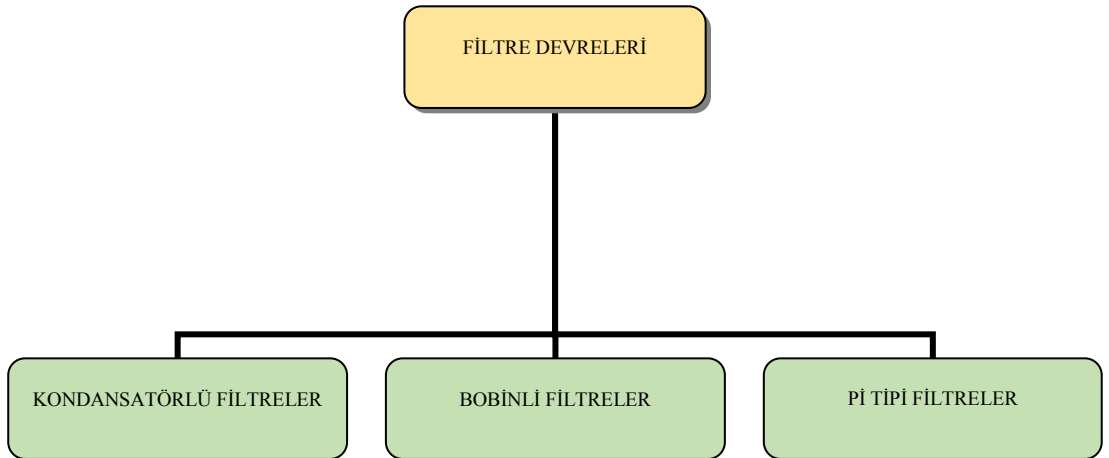 FİLTRE DEVRELERİ
KONDANSATÖRLÜ FİLTRELER
BOBİNLİ FİLTRELER
Pİ TİPİ FİLTRELER